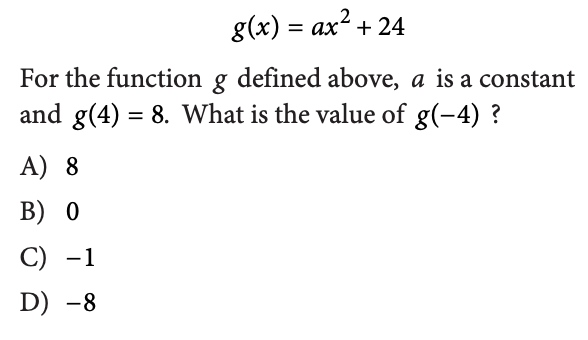 g(x) = ax² + 24
For the function g defined above, a is a constant
and g(4) = 8. What is the value of g(−4) ?
A) 8
B) 0
C) −1
D) −8